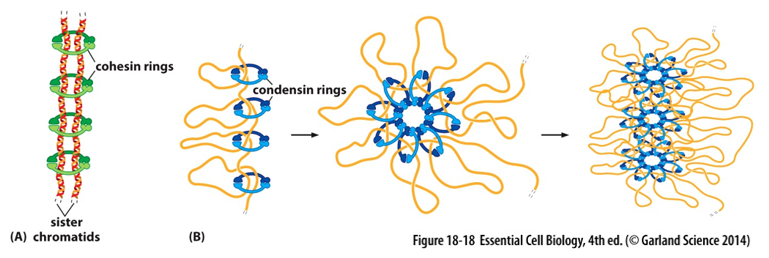 cohesin rings
sister
chromatids
(A)
condensin rings
(B)
Figure 18-18 Essential Cell Biology, 4th ed. (© Garland Science 2014)